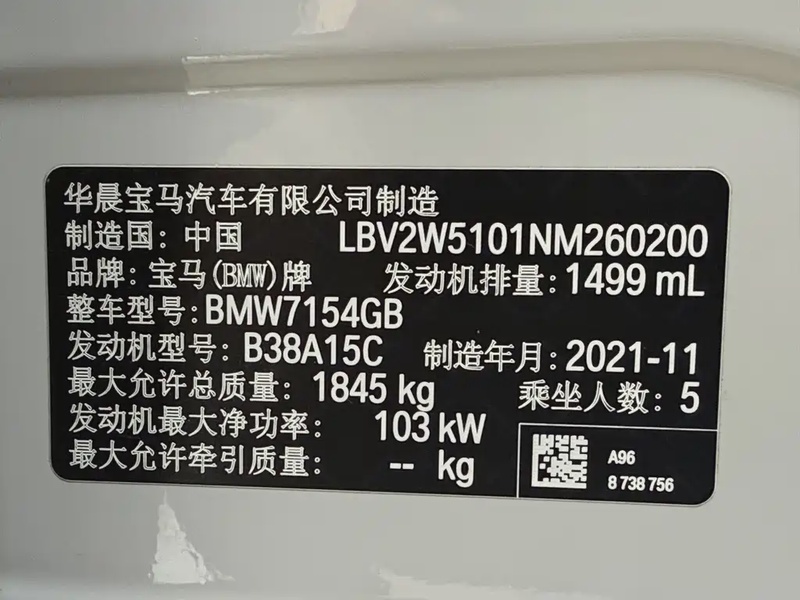 华晨宝马汽车有限公司制造
制造国: 中国 LBV2W5101NM260200
品牌: 宝马(BMW)牌 发动机排量: 1499 mL
整车型号: BMW7154GB
发动机型号: B38A15C 制造年月: 2021-11
最大允许总质量: 1845 kg 乘坐人数: 5
发动机最大净功率: 103 kW
最大允许牵引质量: -- kg
A96
8 738 756